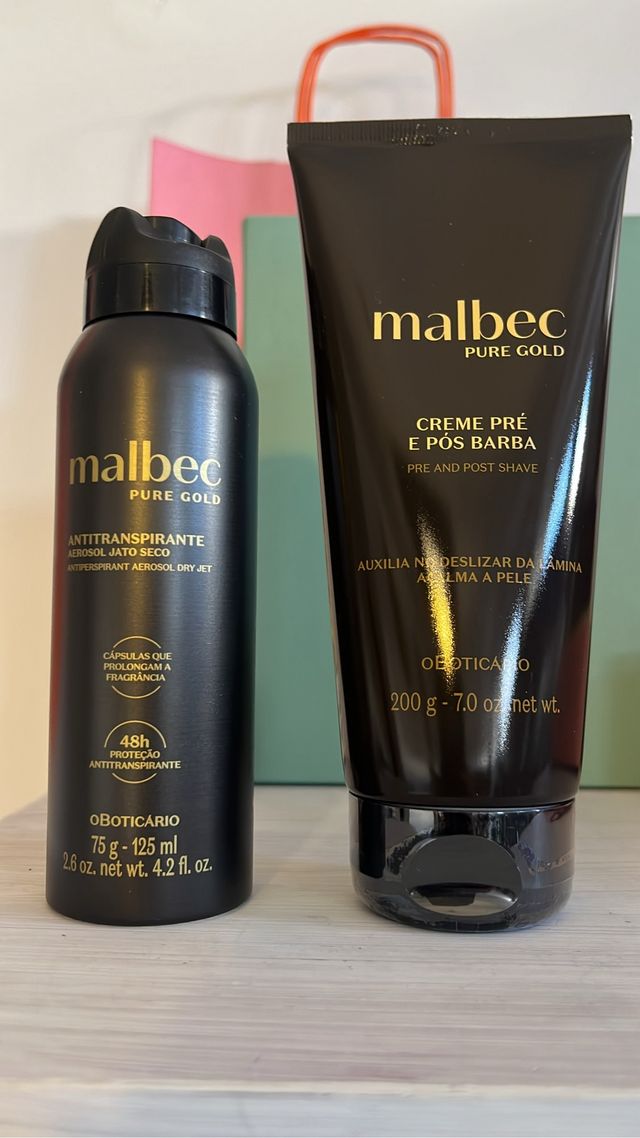 malbec
PURE GOLD
ANTITRANSPIRANTE
AEROSOL JATO SECO
ANTIPERSPIRANT AEROSOL DRY JET
CÁPSULAS QUE
PROLONGAM A
FRAGRÂNCIA
48h
PROTEÇÃO
ANTITRANSPIRANTE
oBOTICÁRIO
75 g - 125 ml
2.6 oz. net wt. 4.2 fl. oz.
malbec
PURE GOLD
CREME PRÉ
E PÓS BARBA
PRE AND POST SHAVE
AUXILIA NO DESLIZAR DA LÂMINA
ACALMA A PELE
oBOTICÁRIO
200 g - 7.0 oz. net wt.